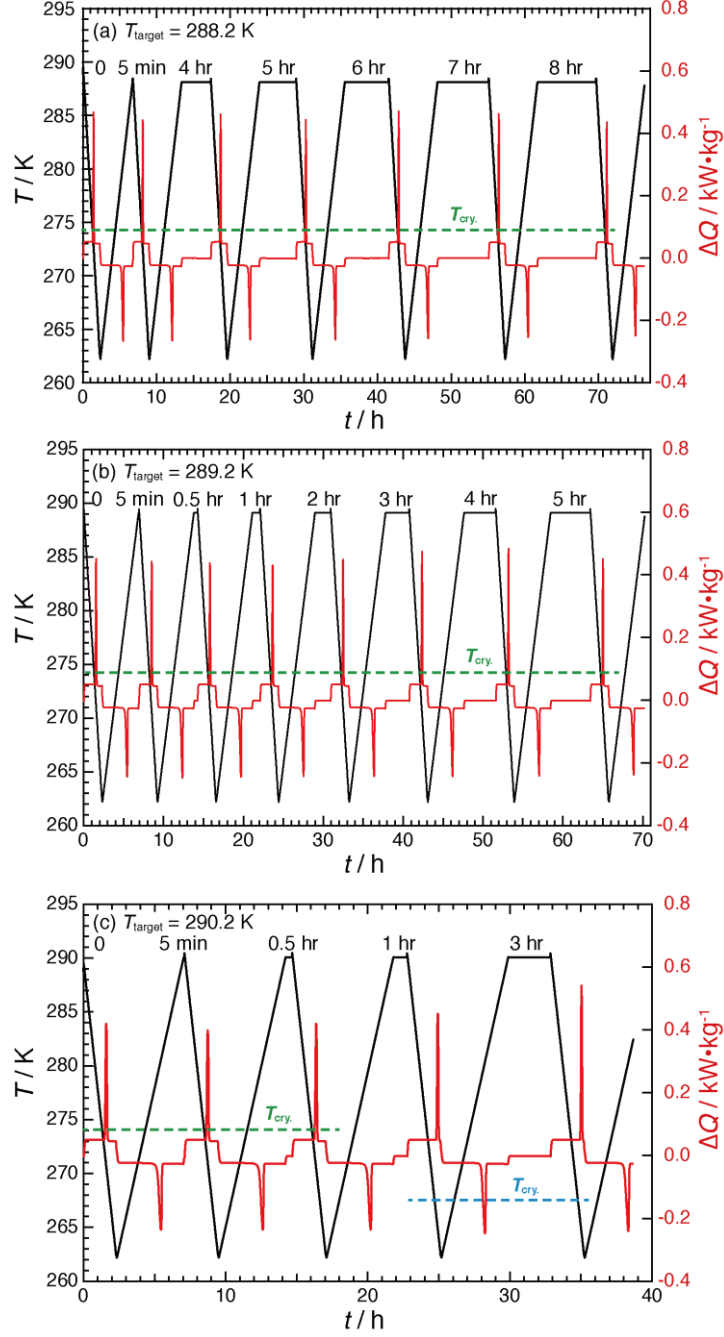 (a) Ttarget = 288.2 K
0 5 min 4 hr 5 hr 6 hr 7 hr 8 hr
Tcry.
295
290
285
280
275
270
265
260
T / K
0.8
0.6
0.4
0.2
0.0
-0.2
-0.4
ΔQ / kW•kg-1
0 10 20 30 40 50 60 70
t / h
(b) Ttarget = 289.2 K
0 5 min 0.5 hr 1 hr 2 hr 3 hr 4 hr 5 hr
Tcry.
295
290
285
280
275
270
265
260
T / K
0.8
0.6
0.4
0.2
0.0
-0.2
-0.4
ΔQ / kW•kg-1
0 10 20 30 40 50 60 70
t / h
(c) Ttarget = 290.2 K
0 5 min 0.5 hr 1 hr 3 hr
Tcry.
Tcry.
295
290
285
280
275
270
265
260
T / K
0.8
0.6
0.4
0.2
0.0
-0.2
-0.4
ΔQ / kW•kg-1
0 10 20 30 40
t / h